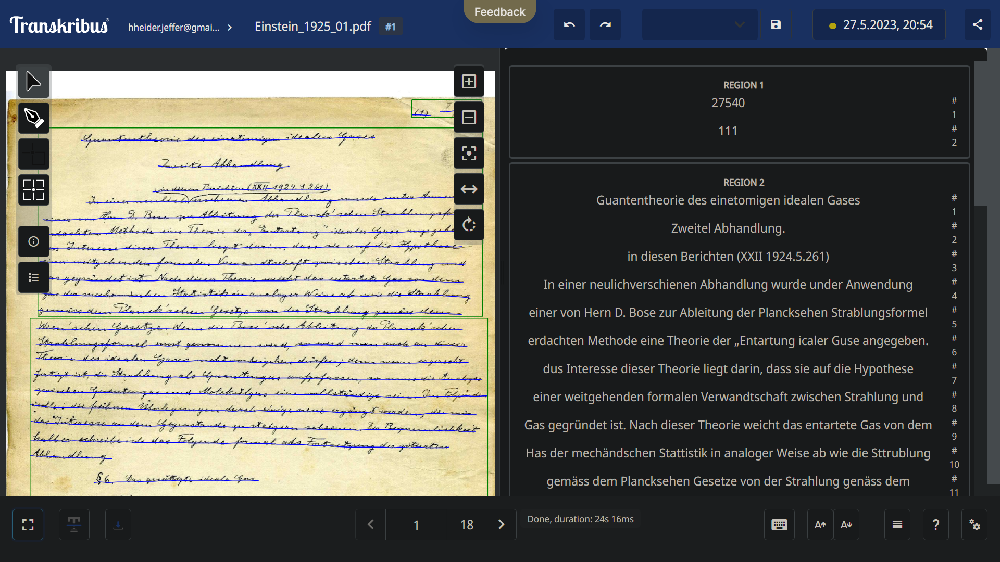 Transkribus®
hheider.jeffer@gmai... >
Einstein_1925_01.pdf #1
Feedback
27.5.2023, 20:54
(1)
Quantentheorie des einatomigen idealen Gases
Zweite Abhandlung
in diesen Berichten (XXII 1924. S 261)
In einer neulich erschienen Abhandlung wurde unter Anwen
einer von Herrn D. Bose zur Ableitung der Planck'schen Strahlungsfo
rdachten Methode eine Theorie der „Entartung" idealer Gase angegebe
as Interesse dieser Theorie liegt darin, dass sie auf die Hypothese
einer weitgehenden formalen Verwandtschaft zwischen Strahlung und
as gegründet ist. Nach dieser Theorie weicht das entartete Gas von dem
Gas der mechanischen Statistik in analoger Weise ab wie die Strahlung
gemäss dem Planck'schen Gesetze von der Strahlung gemäss dem
Wien'schen Gesetze. Wenn die Bose'sche Ableitung der Planck'schen
Strahlungsformel ernst genommen wird, so wird man auch an dieser
Theorie des idealen Gases nicht vorbeigehen dürfen; denn wenn es gerecht-
fertigt ist, die Strahlung als Quantengas aufzufassen, so muss die Analogie
zwischen Quantengas und Molekülgas eine vollständige sein. Im Folgenden
sollen die früheren Überlegungen durch einige neue ergänzt werden, die mir
das Interesse an dem Gegenstande zu steigern scheinen. Der Bequemlichkeit
halber schreibe ich das Folgende formal als Fortsetzung der zitierten
Abhandlung
§6. Das gesättigte ideale Gas
REGION 1
27540 #1
111 #2
REGION 2
Guantentheorie des einetomigen idealen Gases #1
Zweitel Abhandlung. #2
in diesen Berichten (XXII 1924.5.261) #3
In einer neulichverschienen Abhandlung wurde under Anwendung #4
einer von Hern D. Bose zur Ableitung der Plancksehen Strablungsformel #5
erdachten Methode eine Theorie der „Entartung icaler Guse angegeben. #6
dus Interesse dieser Theorie liegt darin, dass sie auf die Hypothese #7
einer weitgehenden formalen Verwandtschaft zwischen Strahlung und #8
Gas gegründet ist. Nach dieser Theorie weicht das entartete Gas von dem #9
Has der mechändschen Stattistik in analoger Weise ab wie die Sttrublung #10
gemäss dem Plancksehen Gesetze von der Strahlung genäss dem #11
1 18
Done, duration: 24s 16ms
A A ?